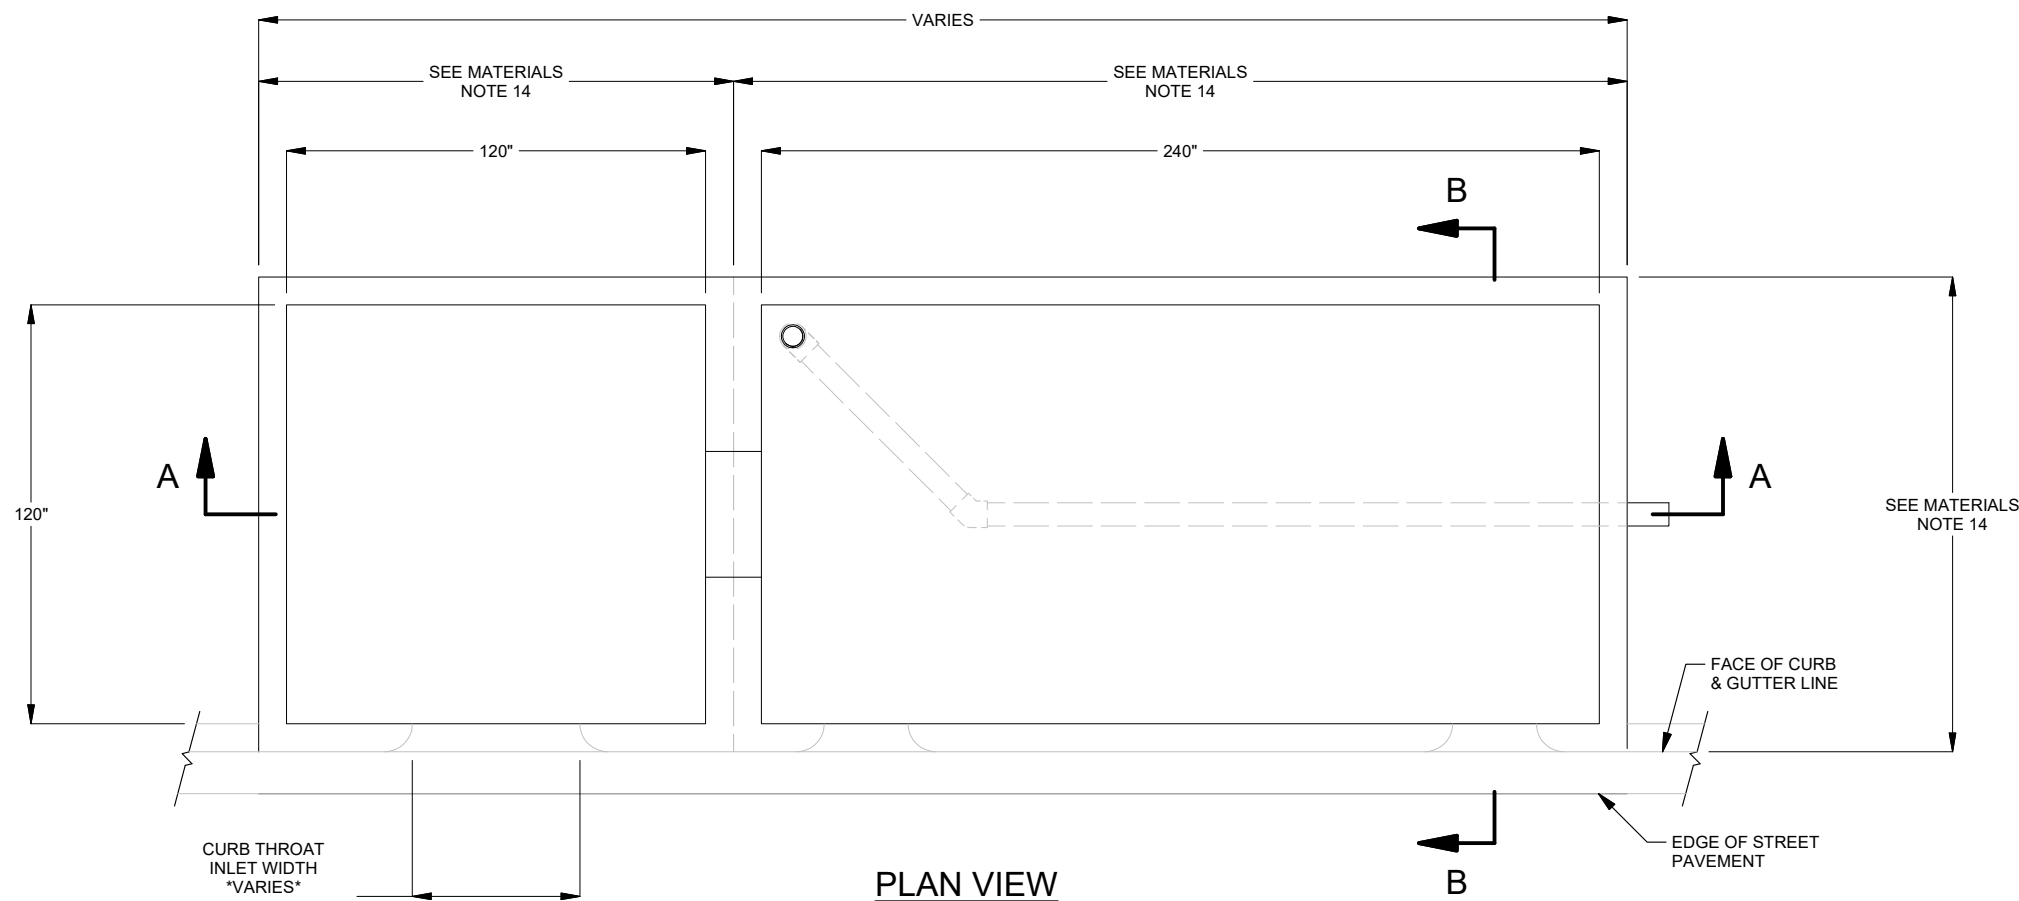 VARIES
SEE MATERIALS
NOTE 14
SEE MATERIALS
NOTE 14
120"
240"
B
A
A
120"
SEE MATERIALS
NOTE 14
FACE OF CURB
& GUTTER LINE
CURB THROAT
INLET WIDTH
*VARIES*
EDGE OF STREET
PAVEMENT
PLAN VIEW
B